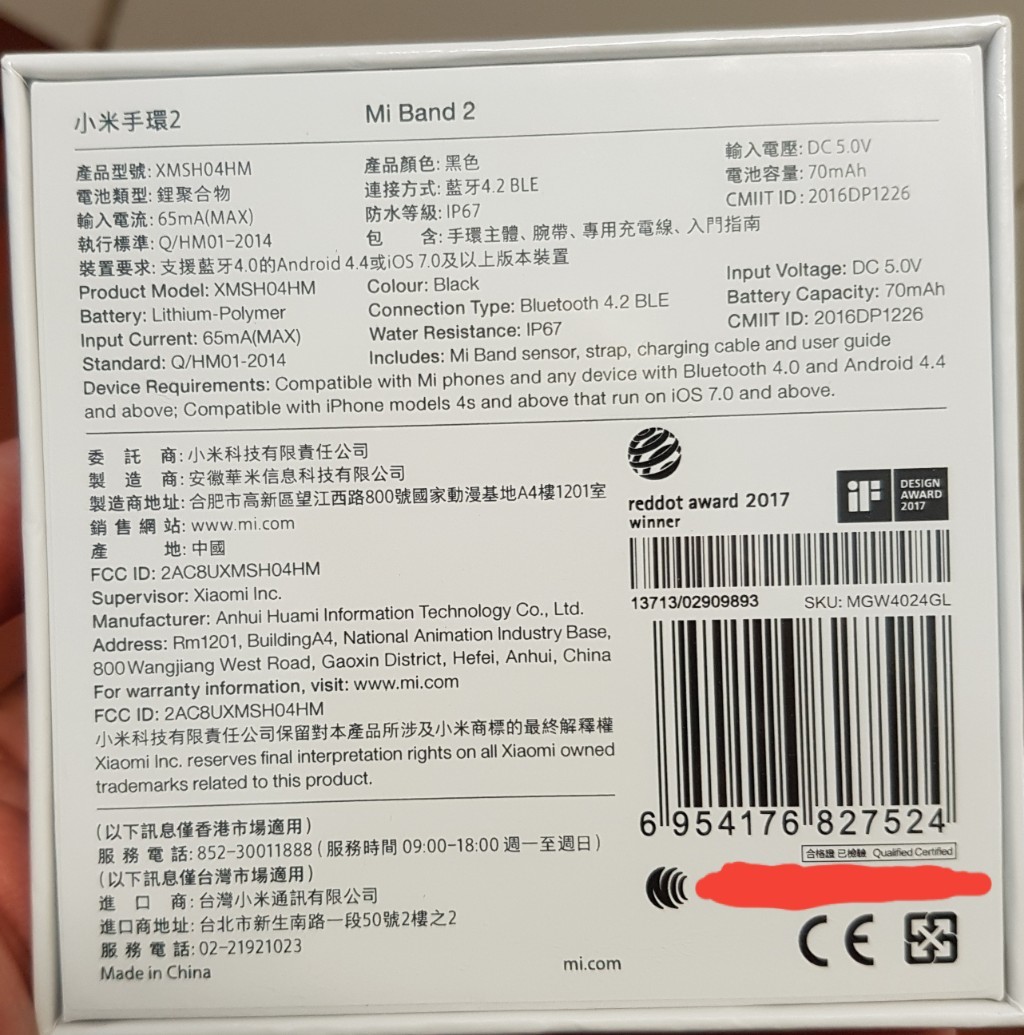 小米手環2
Mi Band 2
產品型號: XMSH04HM
產品顏色: 黑色
輸入電壓: DC 5.0V
電池類型: 鋰聚合物
連接方式: 藍牙4.2 BLE
電池容量: 70mAh
輸入電流: 65mA(MAX)
防水等級: IP67
CMIIT ID: 2016DP1226
執行標準: Q/HM01-2014
包 含: 手環主體、腕帶、專用充電線、入門指南
裝置要求: 支援藍牙4.0的Android 4.4或iOS 7.0及以上版本裝置
Product Model: XMSH04HM
Colour: Black
Input Voltage: DC 5.0V
Battery: Lithium-Polymer
Connection Type: Bluetooth 4.2 BLE
Battery Capacity: 70mAh
Input Current: 65mA(MAX)
Water Resistance: IP67
CMIIT ID: 2016DP1226
Standard: Q/HM01-2014
Includes: Mi Band sensor, strap, charging cable and user guide
Device Requirements: Compatible with Mi phones and any device with Bluetooth 4.0 and Android 4.4
and above; Compatible with iPhone models 4s and above that run on iOS 7.0 and above.
委 託 商: 小米科技有限責任公司
製 造 商: 安徽華米信息科技有限公司
製造商地址: 合肥市高新區望江西路800號國家動漫基地A4樓1201室
銷 售 網 站: www.mi.com
產 地: 中國
FCC ID: 2AC8UXMSH04HM
Supervisor: Xiaomi Inc.
Manufacturer: Anhui Huami Information Technology Co., Ltd.
Address: Rm1201, BuildingA4, National Animation Industry Base,
800 Wangjiang West Road, Gaoxin District, Hefei, Anhui, China
For warranty information, visit: www.mi.com
FCC ID: 2AC8UXMSH04HM
小米科技有限責任公司保留對本產品所涉及小米商標的最終解釋權
Xiaomi Inc. reserves final interpretation rights on all Xiaomi owned
trademarks related to this product.
reddot award 2017
winner
iF
DESIGN
AWARD
2017
13713/02909893
SKU: MGW4024GL
6 954176 827524
合格證 已檢驗 Qualified Certified
(以下訊息僅香港市場適用)
服 務 電 話: 852-30011888 (服務時間 09:00-18:00 週一至週日)
(以下訊息僅台灣市場適用)
進 口 商: 台灣小米通訊有限公司
進口商地址: 台北市新生南路一段50號2樓之2
服 務 電 話: 02-21921023
Made in China
mi.com
CE